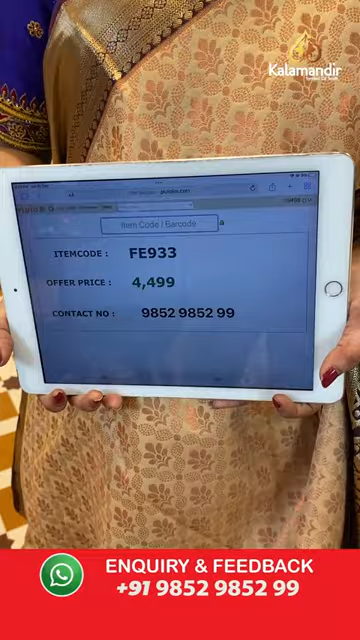 Kalamandir
Item Code / Barcode
ITEMCODE : FE933
OFFER PRICE : 4,499
CONTACT NO : 9852 9852 99
ENQUIRY & FEEDBACK
+91 9852 9852 99